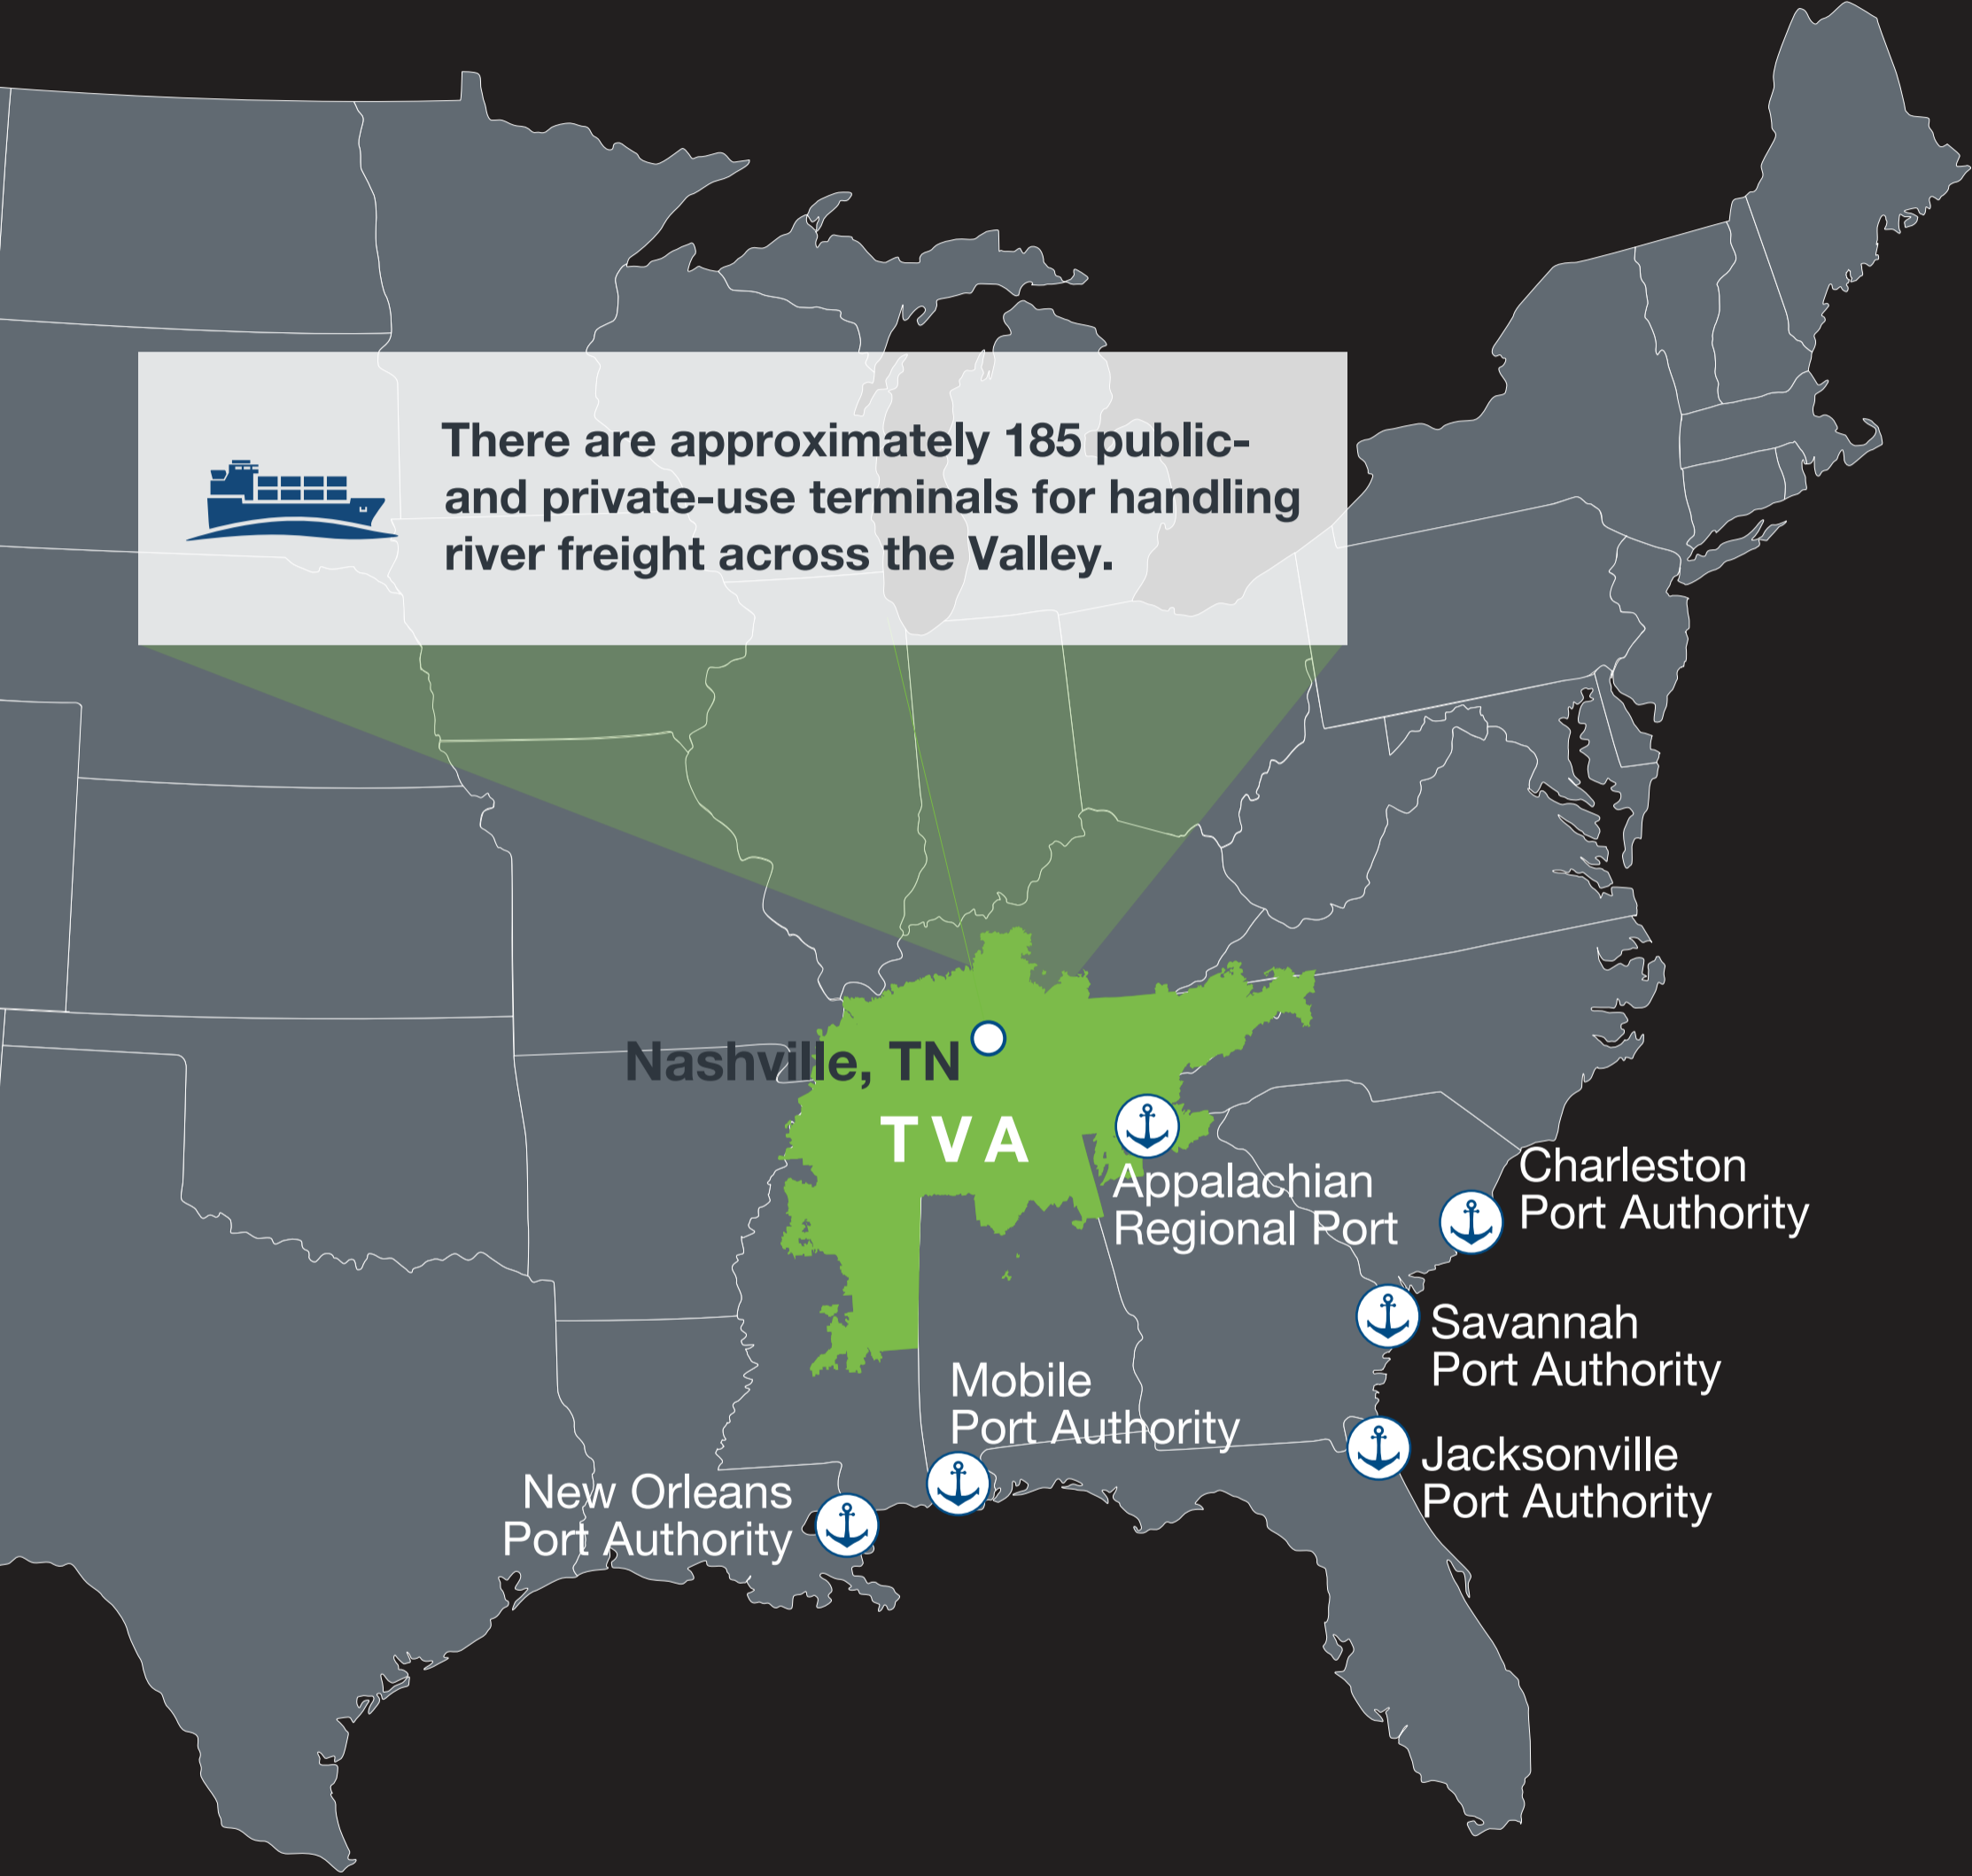 There are approximately 185 public-
and private-use terminals for handling
river freight across the Valley.
Nashville, TN
TVA
Appalachian
Regional Port
Charleston
Port Authority
Savannah
Port Authority
Mobile
Port Authority
Jacksonville
Port Authority
New Orleans
Port Authority